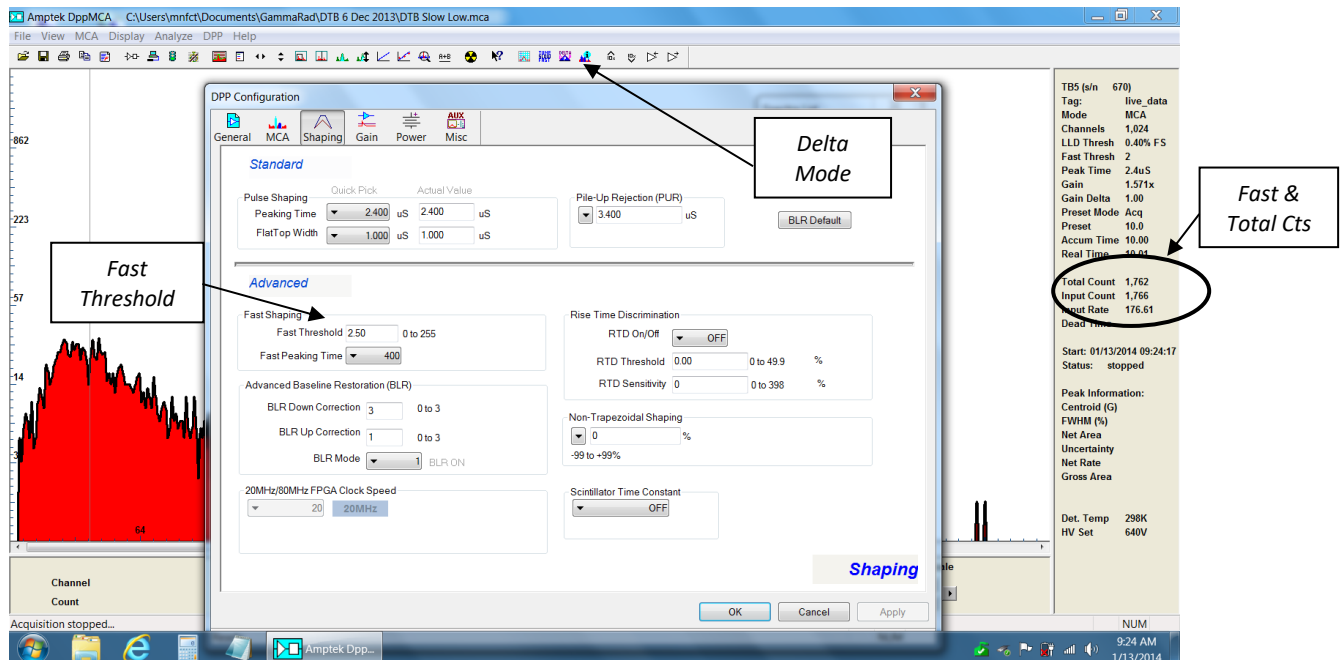 Amptek DppMCA C:\Users\mnfct\Documents\GammaRad\DTB 6 Dec 2013\DTB Slow Low.mca
File View MCA Display Analyze DPP Help
862
223
57
14
3
64
DPP Configuration
General MCA Shaping Gain Power AUX Misc
Standard
Pulse Shaping
Quick Pick Actual Value
Peaking Time 2.400 uS 2.400 uS
FlatTop Width 1.000 uS 1.000 uS
Pile-Up Rejection (PUR)
3.400 uS
BLR Default
Advanced
Fast Shaping
Fast Threshold 2.50 0 to 255
Fast Peaking Time 400
Advanced Baseline Restoration (BLR)
BLR Down Correction 3 0 to 3
BLR Up Correction 1 0 to 3
BLR Mode 1 BLR ON
20MHz/80MHz FPGA Clock Speed
20 20MHz
Rise Time Discrimination
RTD On/Off OFF
RTD Threshold 0.00 0 to 49.9 %
RTD Sensitivity 0 0 to 398 %
Non-Trapezoidal Shaping
0 %
-99 to +99%
Scintillator Time Constant
OFF
Shaping
OK Cancel Apply
Delta
Mode
Fast
Threshold
Fast &
Total Cts
TB5 (s/n 670)
Tag: live_data
Mode MCA
Channels 1,024
LLD Thresh 0.40% FS
Fast Thresh 2
Peak Time 2.4uS
Gain 1.571x
Gain Delta 1.00
Preset Mode Acq
Preset 10.0
Accum Time 10.00
Real Time 10.01
Total Count 1,762
Input Count 1,766
Input Rate 176.61
Dead Time
Start: 01/13/2014 09:24:17
Status: stopped
Peak Information:
Centroid (G)
FWHM (%)
Net Area
Uncertainty
Net Rate
Gross Area
Det. Temp 298K
HV Set 640V
Channel
Count
Acquisition stopped...
NUM
Amptek Dpp...
9:24 AM
1/13/2014